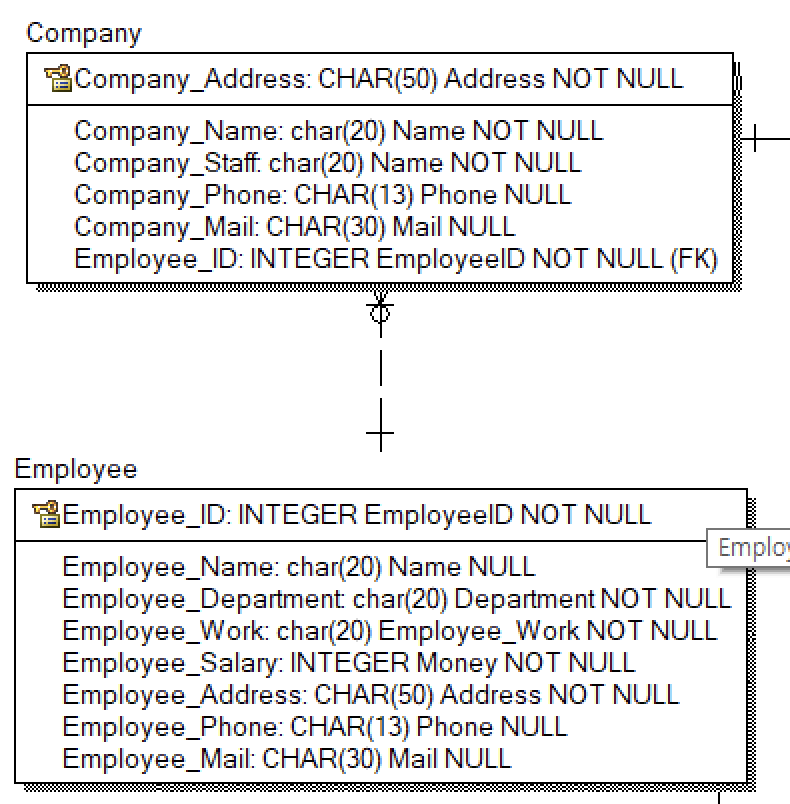 Company
Company_Address: CHAR(50) Address NOT NULL
Company_Name: char(20) Name NOT NULL
Company_Staff: char(20) Name NOT NULL
Company_Phone: CHAR(13) Phone NULL
Company_Mail: CHAR(30) Mail NULL
Employee_ID: INTEGER EmployeeID NOT NULL (FK)
Employee
Employee_ID: INTEGER EmployeeID NOT NULL
Employee_Name: char(20) Name NULL
Employee_Department: char(20) Department NOT NULL
Employee_Work: char(20) Employee_Work NOT NULL
Employee_Salary: INTEGER Money NOT NULL
Employee_Address: CHAR(50) Address NOT NULL
Employee_Phone: CHAR(13) Phone NULL
Employee_Mail: CHAR(30) Mail NULL